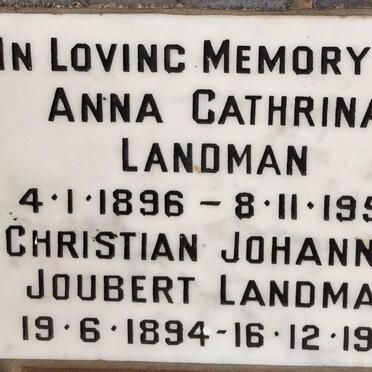 IN LOVING MEMORY
ANNA CATHRINA
LANDMAN
4·1·1896 – 8·11·195
CHRISTIAN JOHANN
JOUBERT LANDMA
19·6·1894-16·12·19